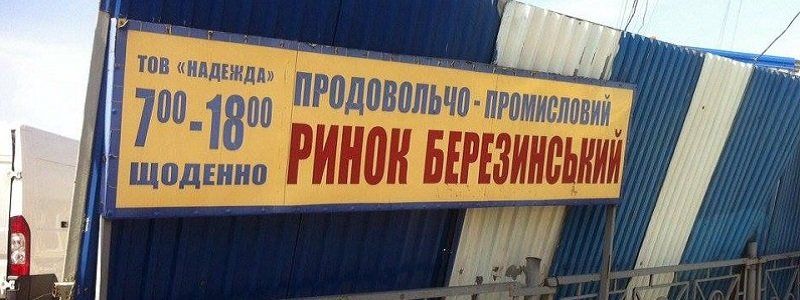 ТОВ «НАДЕЖДА»
7⁰⁰-18⁰⁰
ЩОДЕННО
ПРОДОВОЛЬЧО - ПРОМИСЛОВИЙ
РИНОК БЕРЕЗИНСЬКИЙ